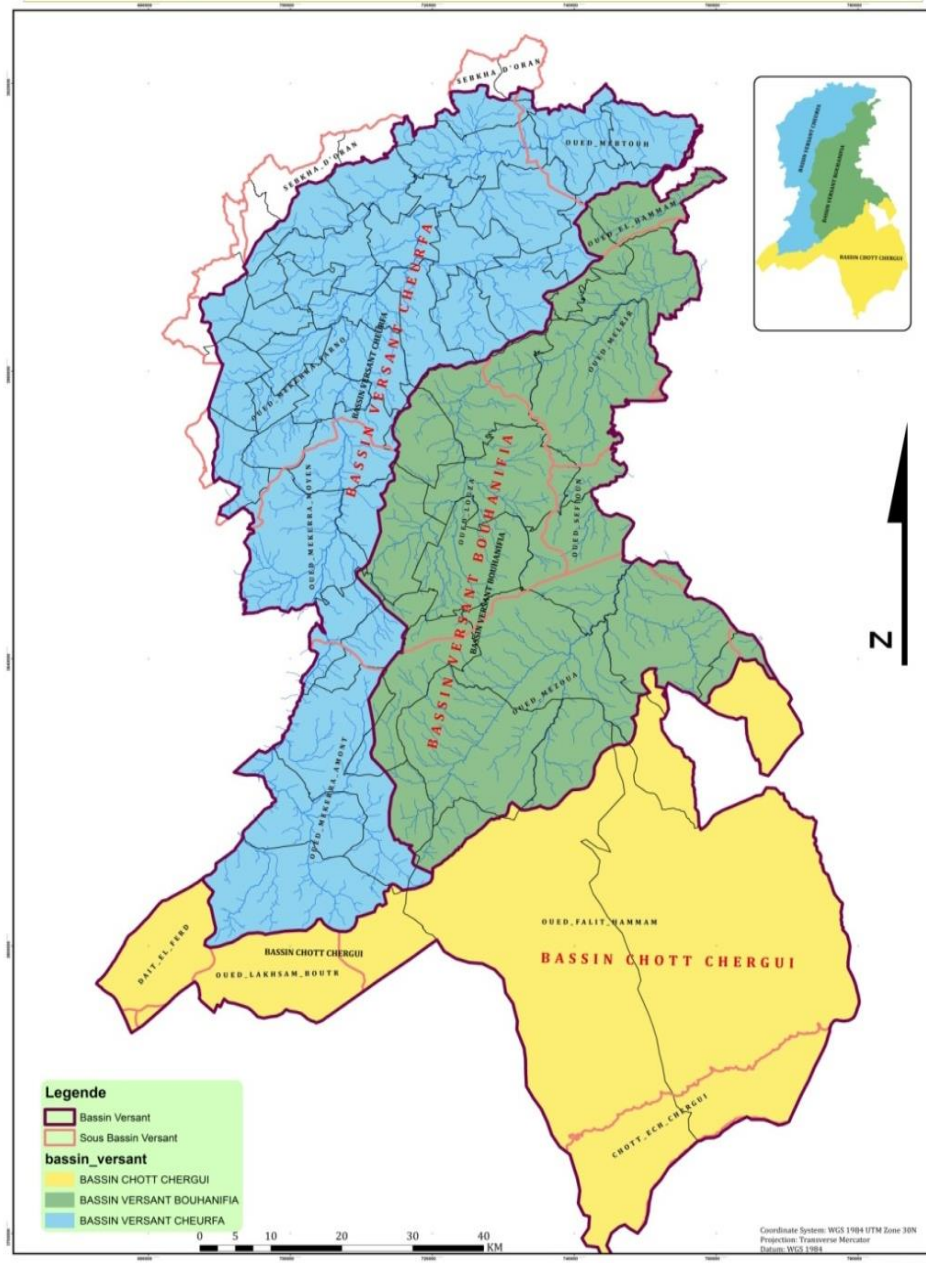 SEBKHA_D'ORAN
SEBKHA_D'ORAN
OUED_MEBTOUH
OUED_EL_HAMMAM
BASSIN VERSANT CHEURFA
BASSIN VERSANT CHEURFA
OUED_MEKERRA_SARNO
OUED_MELRIR
OUED_MEKERRA_MOYEN
OUED_LOUZA
OUED_SEFIOUN
BASSIN VERSANT BOUHANIFIA
BASSIN VERSANT BOUHANIFIA
OUED_MEZOUA
OUED_MEKERRA_AMONT
DAIT_EL_FERD
BASSIN CHOTT CHERGUI
OUED_LAKHSAM_BOUTR
OUED_FALIT_HAMMAM
BASSIN CHOTT CHERGUI
CHOTT_ECH_CHERGUI
BASSIN VERSANT CHEURFA
BASSIN VERSANT BOUHANIFIA
BASSIN CHOTT CHERGUI
N
Legende
Bassin Versant
Sous Bassin Versant
bassin_versant
BASSIN CHOTT CHERGUI
BASSIN VERSANT BOUHANIFIA
BASSIN VERSANT CHEURFA
0 5 10 20 30 40
KM
Coordinate System: WGS 1984 UTM Zone 30N
Projection: Transverse Mercator
Datum: WGS 1984